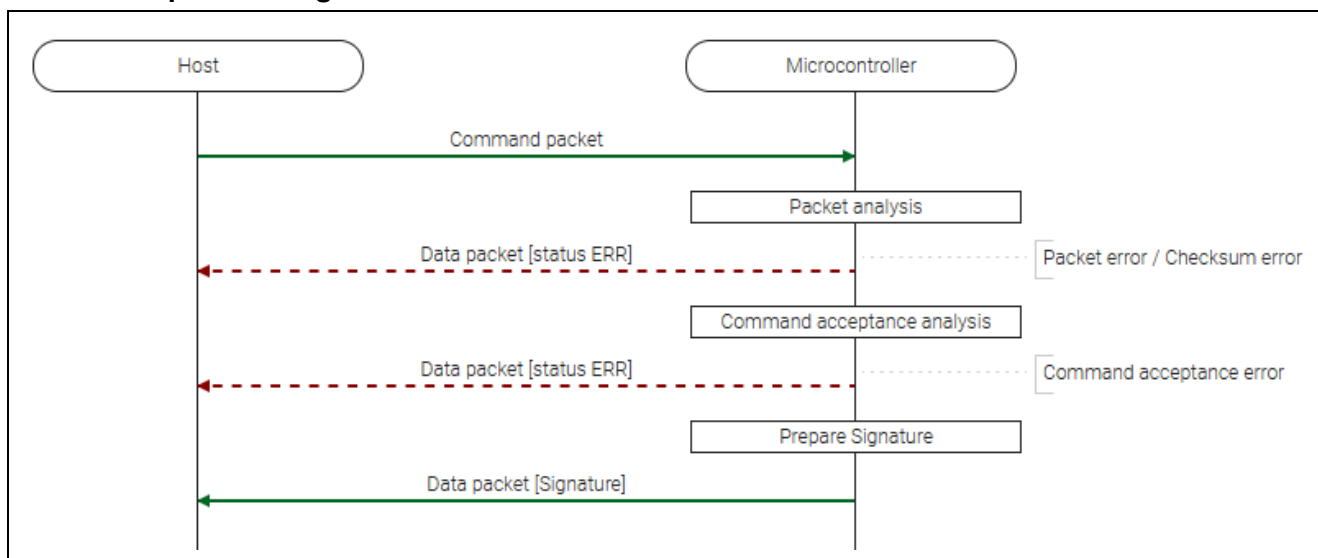 Host
Microcontroller
Command packet
Packet analysis
Data packet [status ERR]
Packet error / Checksum error
Command acceptance analysis
Data packet [status ERR]
Command acceptance error
Prepare Signature
Data packet [Signature]